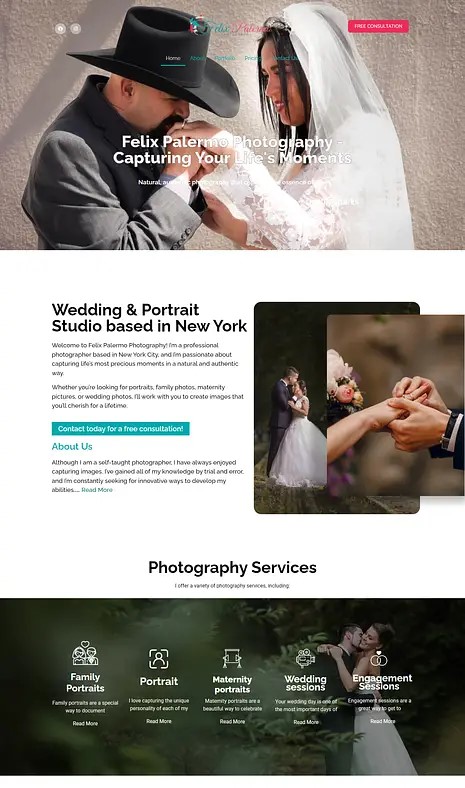 Felix Palermo
FREE CONSULTATION
Home About Portfolio Pricing Contact Us
Felix Palermo Photography -
Capturing Your Life's Moments
Natural, authentic photography that
Wedding & Portrait
Studio based in New York
Welcome to Felix Palermo Photography! I'm a professional
photographer based in New York City, and I'm passionate about
capturing life's most precious moments in a natural and authentic
way.
Whether you're looking for portraits, family photos, maternity
pictures, or wedding photos, I'll work with you to create images that
you'll cherish for a lifetime.
Contact today for a free consultation!
About Us
Although I am a self-taught photographer, I have always enjoyed
capturing images. I've gained all of my knowledge by trial and error,
and I'm constantly seeking for innovative ways to develop my
abilities..... Read More
Photography Services
I offer a variety of photography services, including:
Family
Portraits
Family portraits are a special
way to document
Read More
Portrait
I love capturing the unique
personality of each of my
Read More
Maternity
portraits
Maternity portraits are a
beautiful way to celebrate
Read More
Wedding
sessions
Your wedding day is one of
the most important days of
Read More
Engagement
Sessions
Engagement sessions are a
great way to get to
Read More